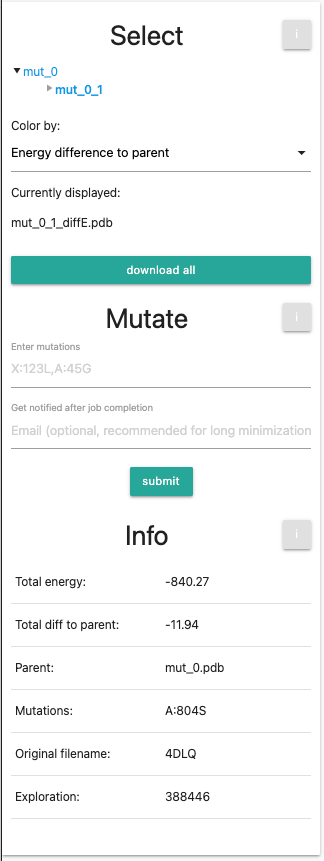 Select
i
mut_0
mut_0_1
Color by:
Energy difference to parent
Currently displayed:
mut_0_1_diffE.pdb
download all
Mutate
i
Enter mutations
X:123L,A:45G
Get notified after job completion
Email (optional, recommended for long minimization
submit
Info
i
Total energy: -840.27
Total diff to parent: -11.94
Parent: mut_0.pdb
Mutations: A:804S
Original filename: 4DLQ
Exploration: 388446